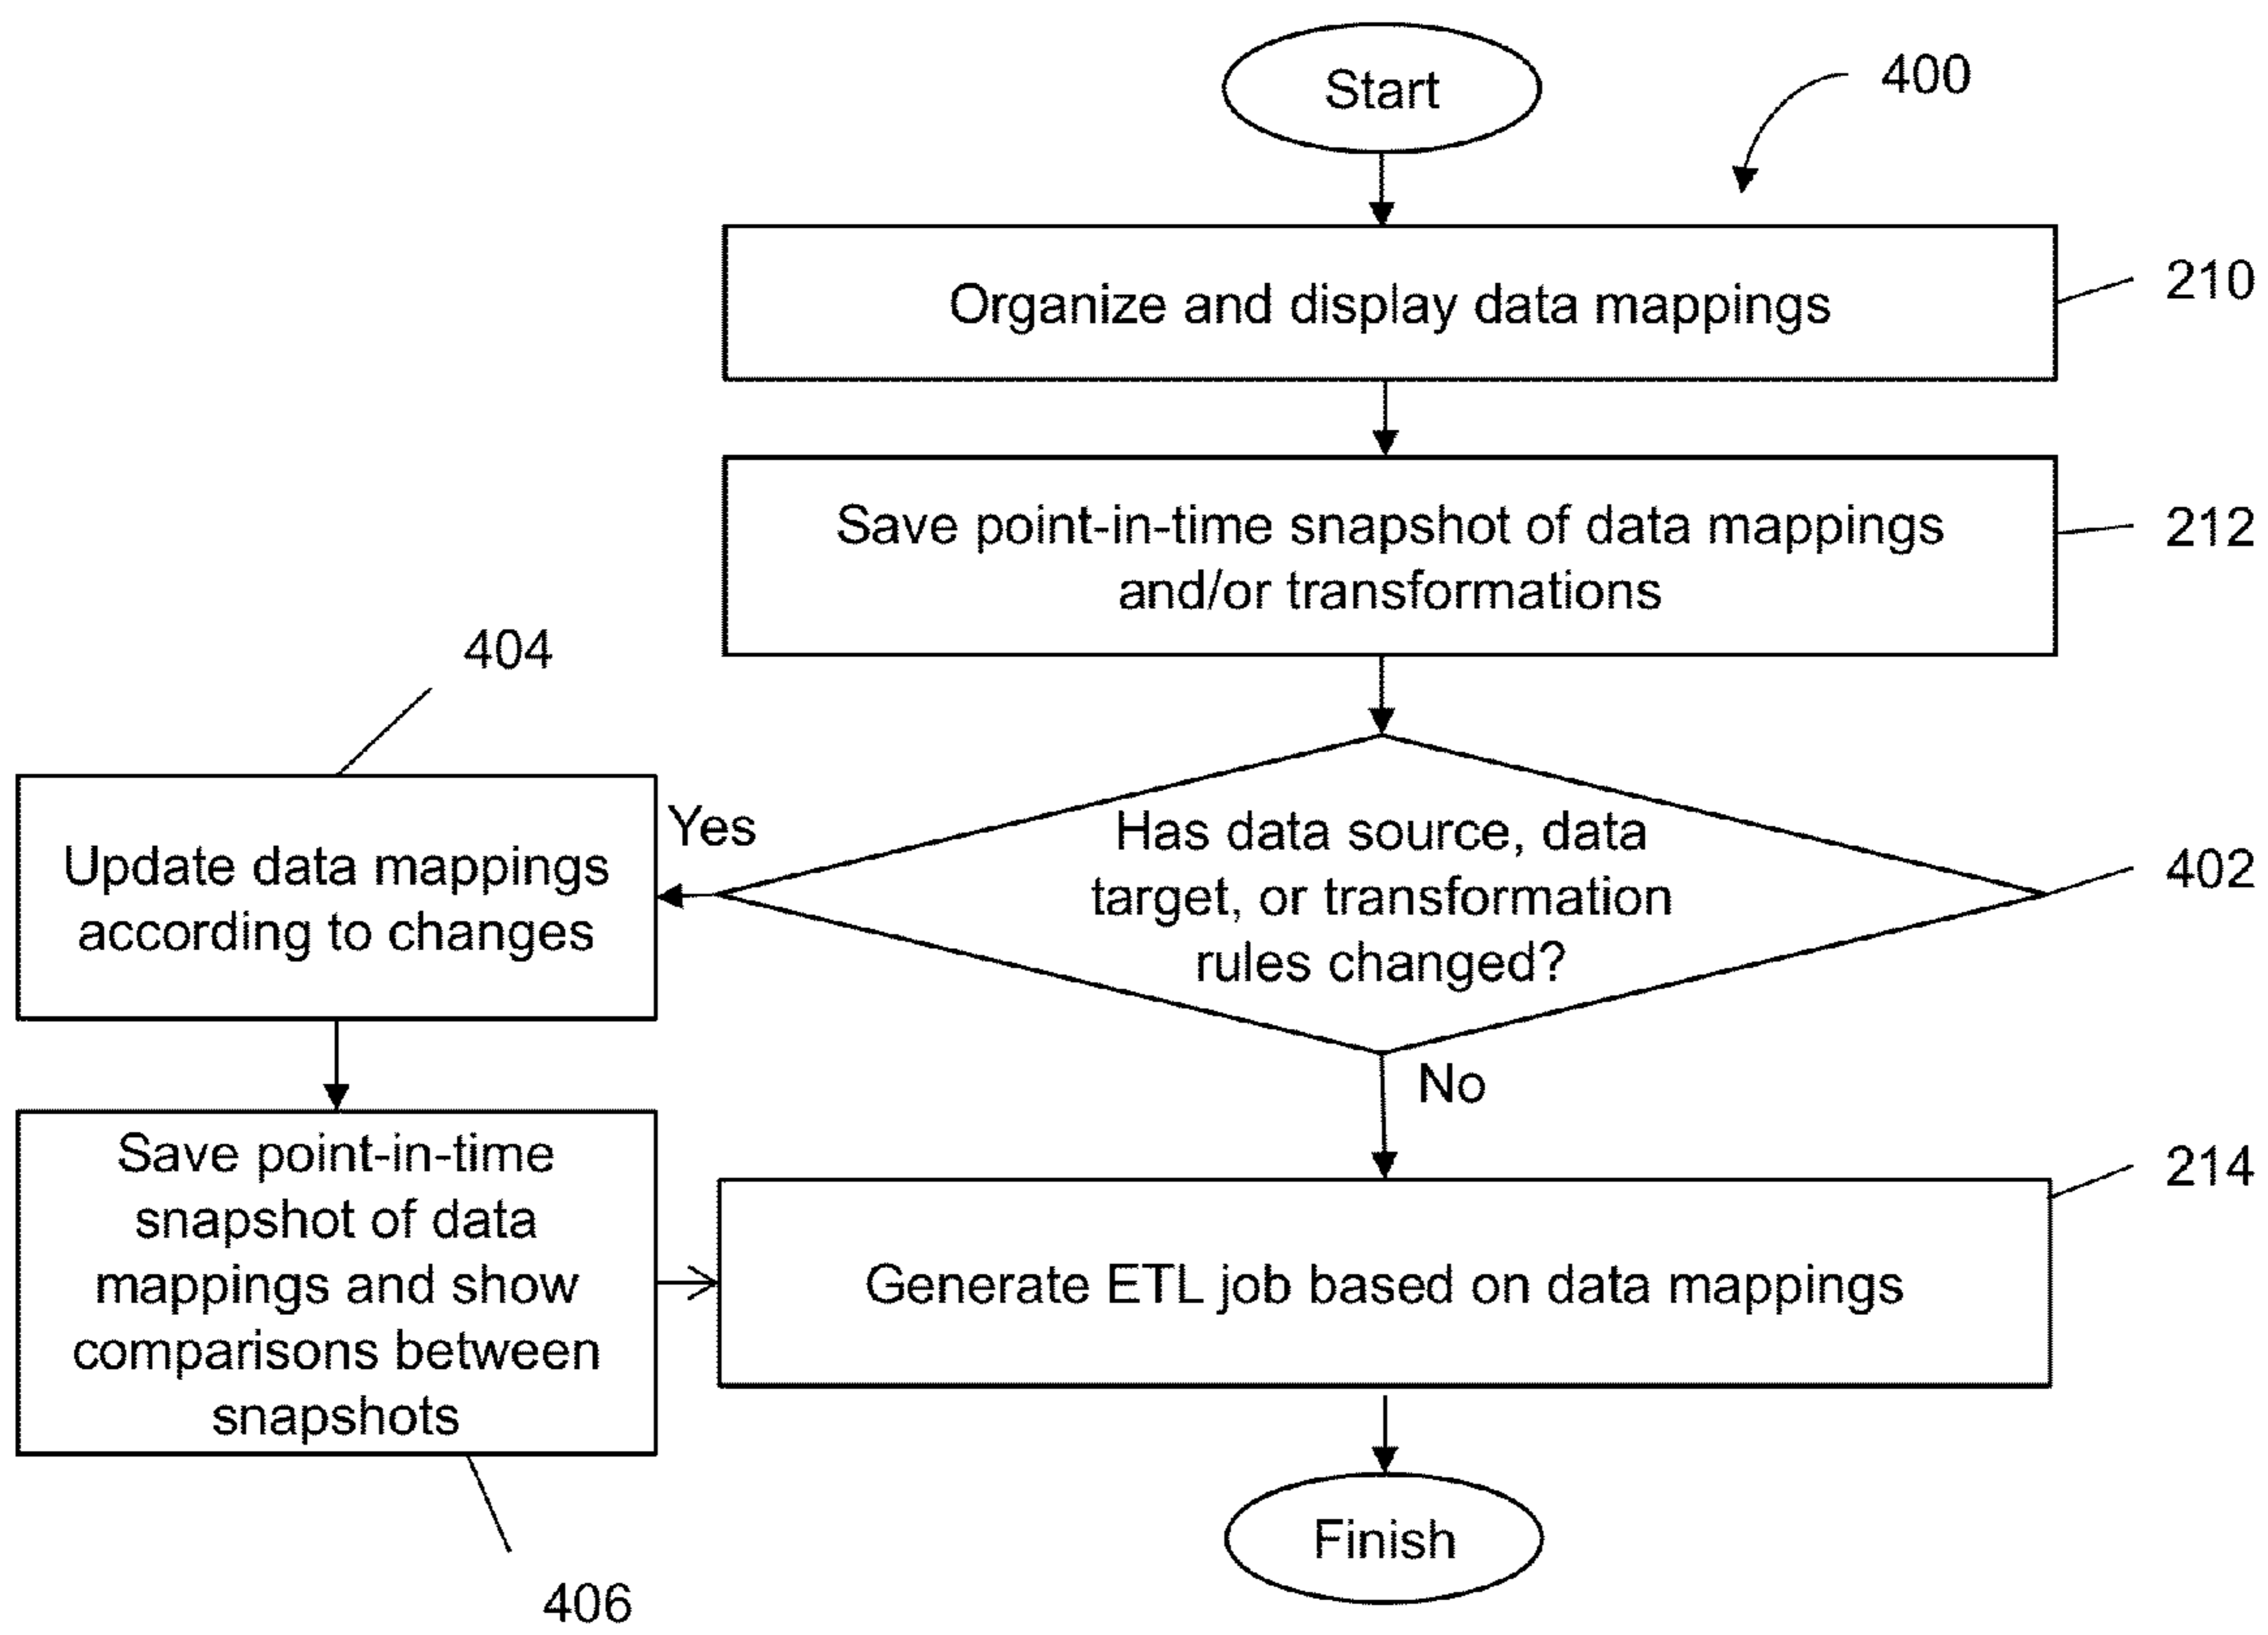 Start
400
Organize and display data mappings
210
Save point-in-time snapshot of data mappings
and/or transformations
212
404
Update data mappings
according to changes
Yes
Has data source, data
target, or transformation
rules changed?
402
No
Save point-in-time
snapshot of data
mappings and show
comparisons between
snapshots
406
Generate ETL job based on data mappings
214
Finish